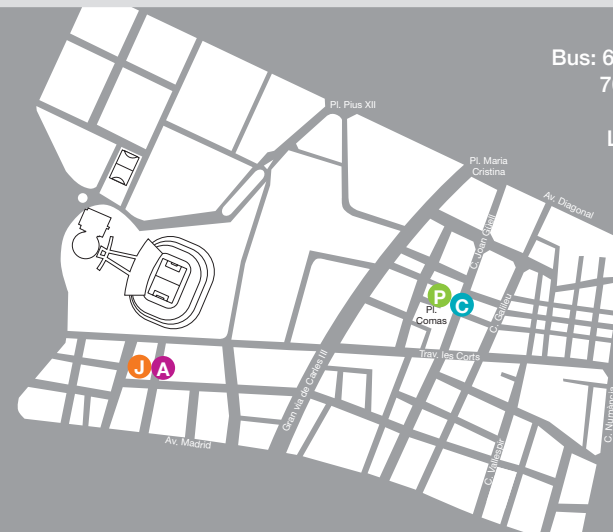 Bus: 6
7
L
Pl. Pius XII
Pl. Maria
Cristina
Av. Diagonal
C. Joan Güell
P
C
Pl.
Comas
C. Galileu
Trav. les Corts
Gran via de Carles III
J
A
Av. Madrid
C. Vallespir
C. Numància